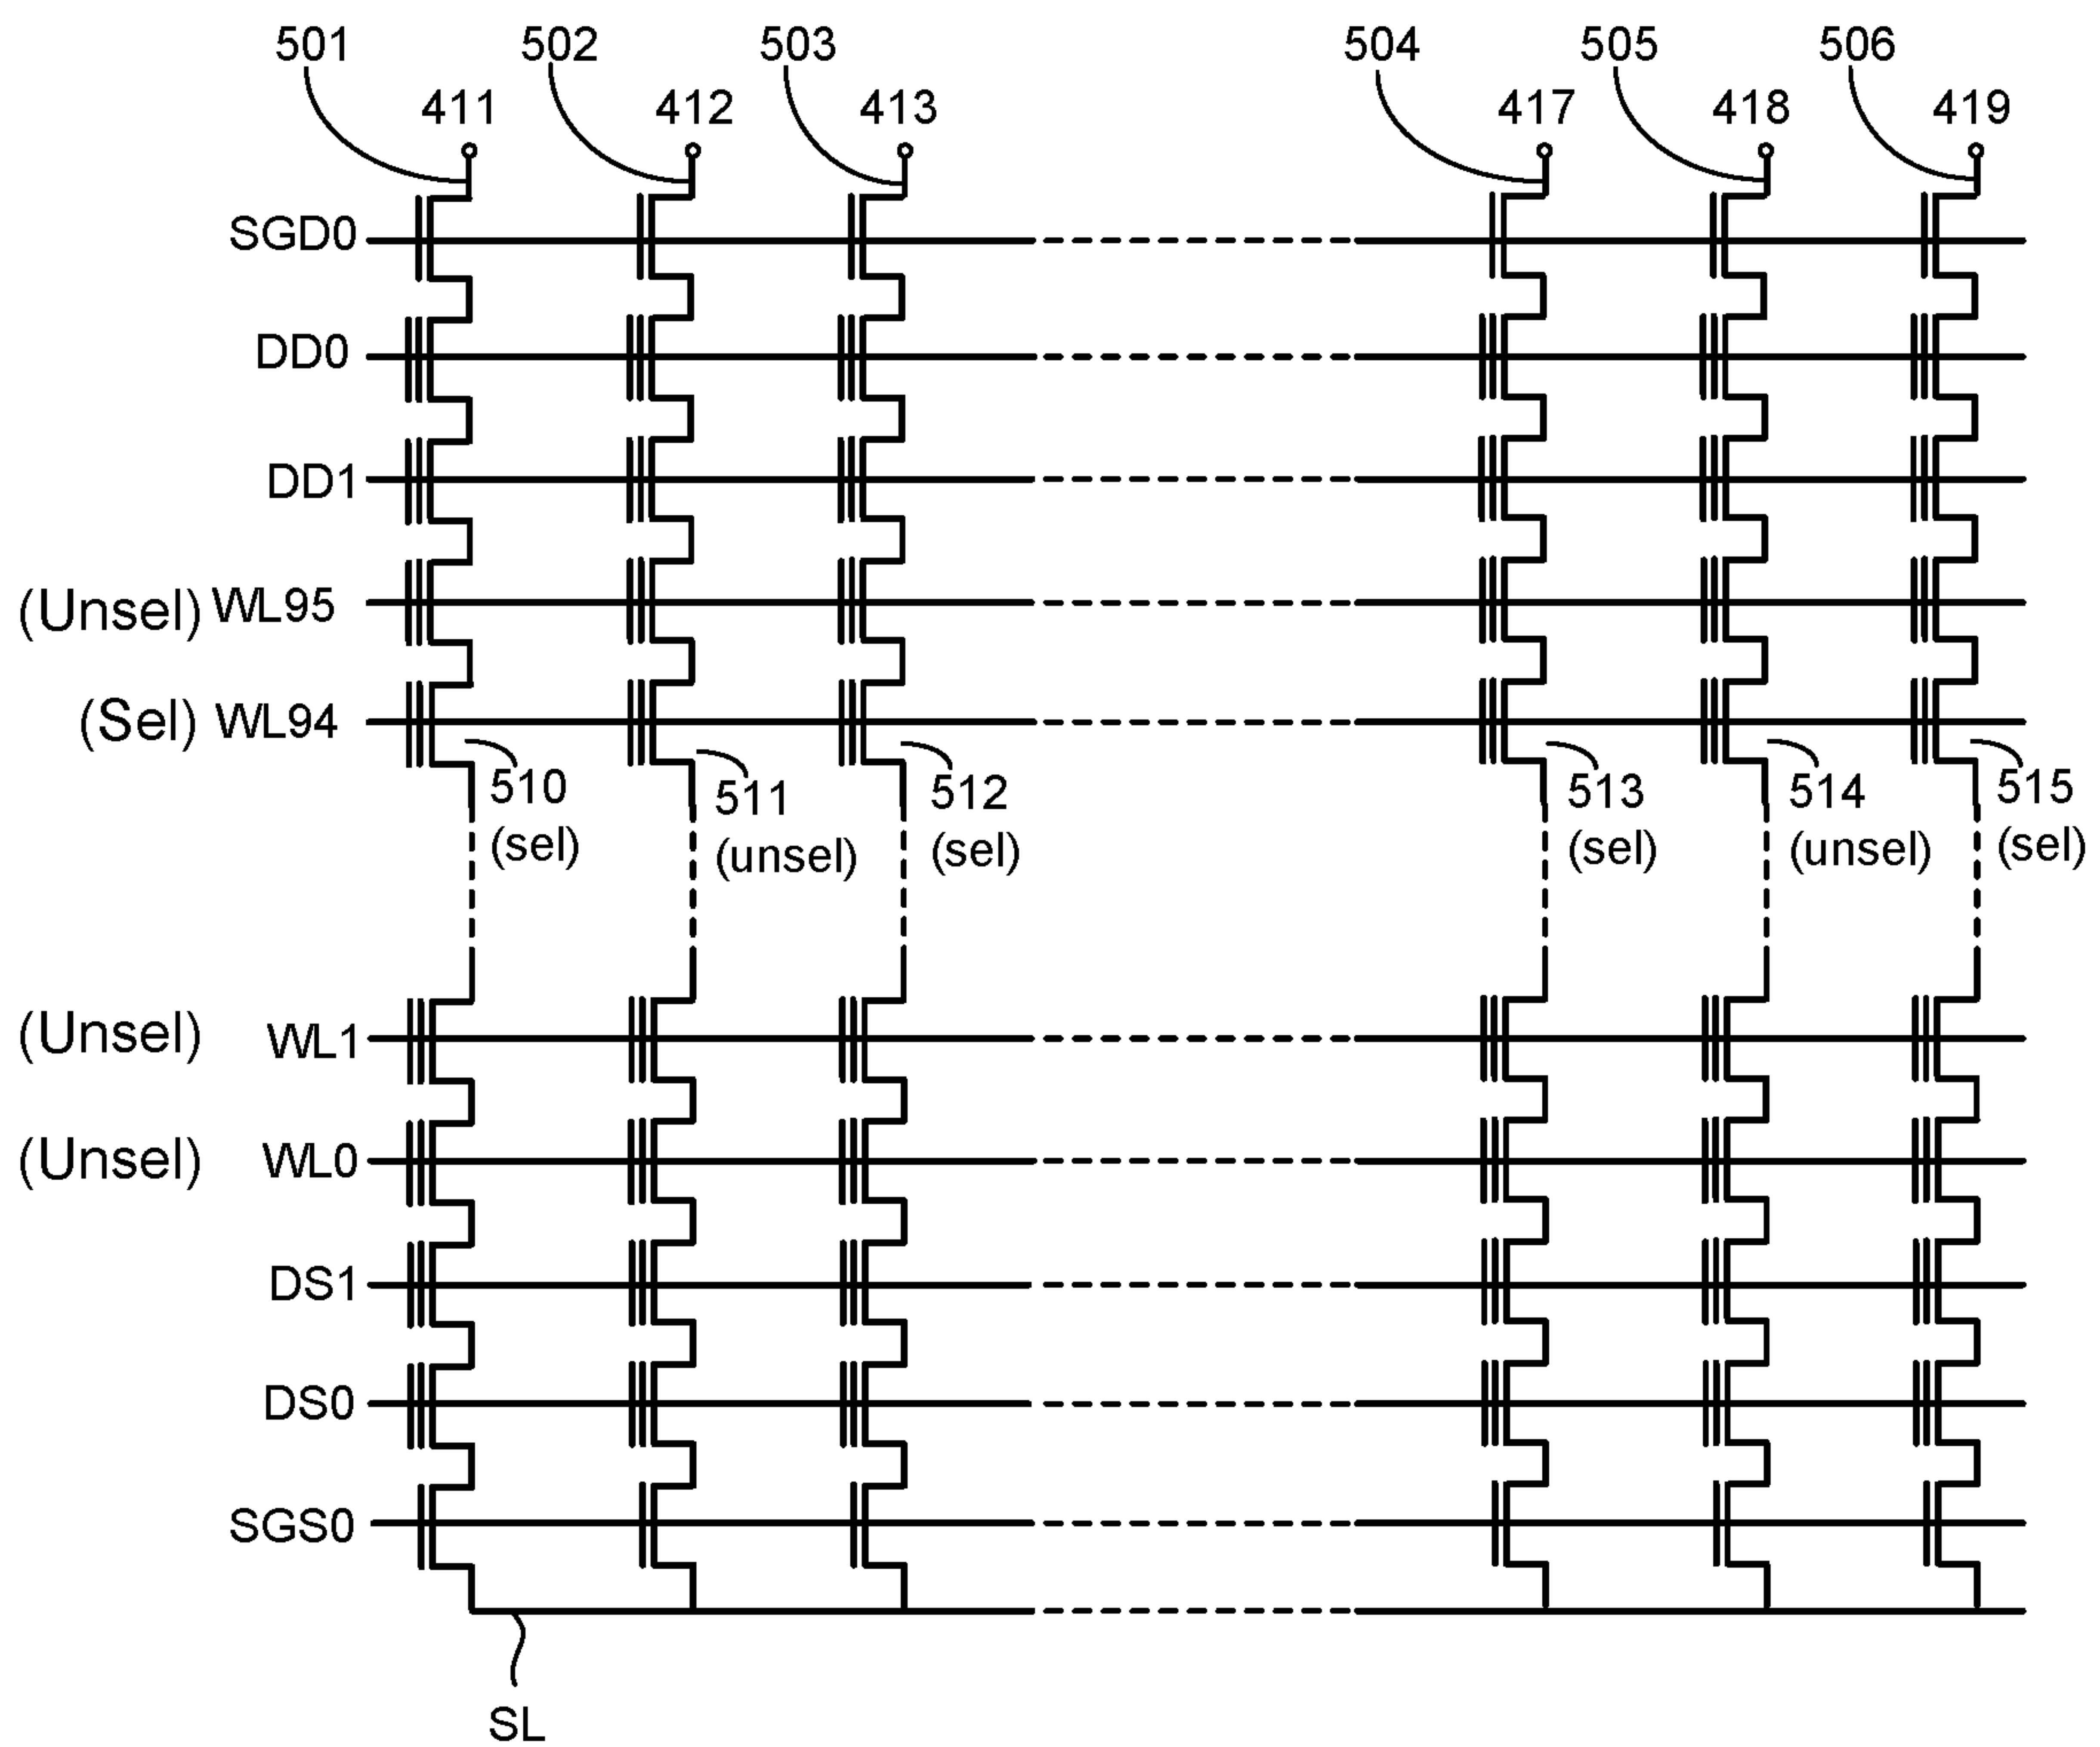 501 502 503 504 505 506
411 412 413 417 418 419
SGD0
DD0
DD1
(Unsel) WL95
(Sel) WL94
510 511 512 513 514 515
(sel) (unsel) (sel) (sel) (unsel) (sel)
(Unsel) WL1
(Unsel) WL0
DS1
DS0
SGS0
SL